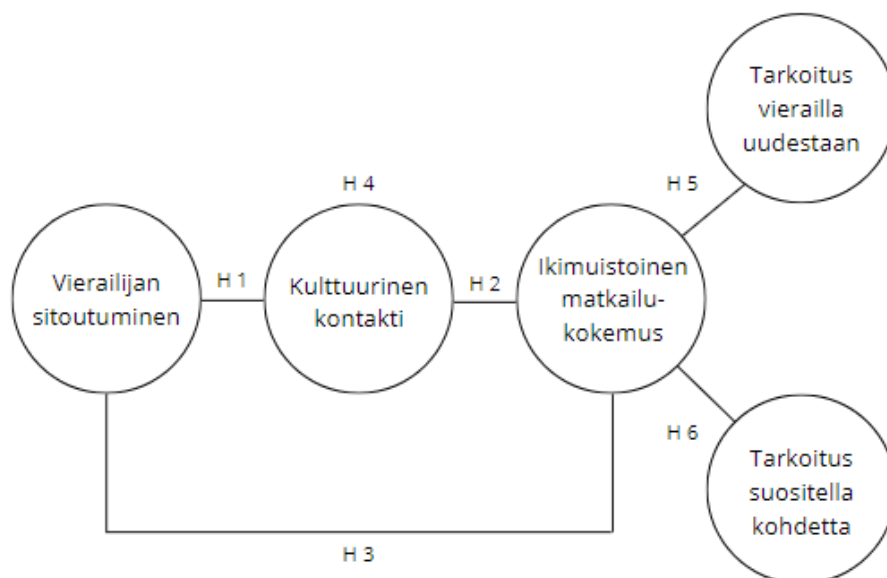 Tarkoitus
vierailla
uudestaan
H 4
H 5
Vierailijan
sitoutuminen
H 1
Kulttuurinen
kontakti
H 2
Ikimuistoinen
matkailu-
kokemus
H 6
Tarkoitus
suositella
kohdetta
H 3